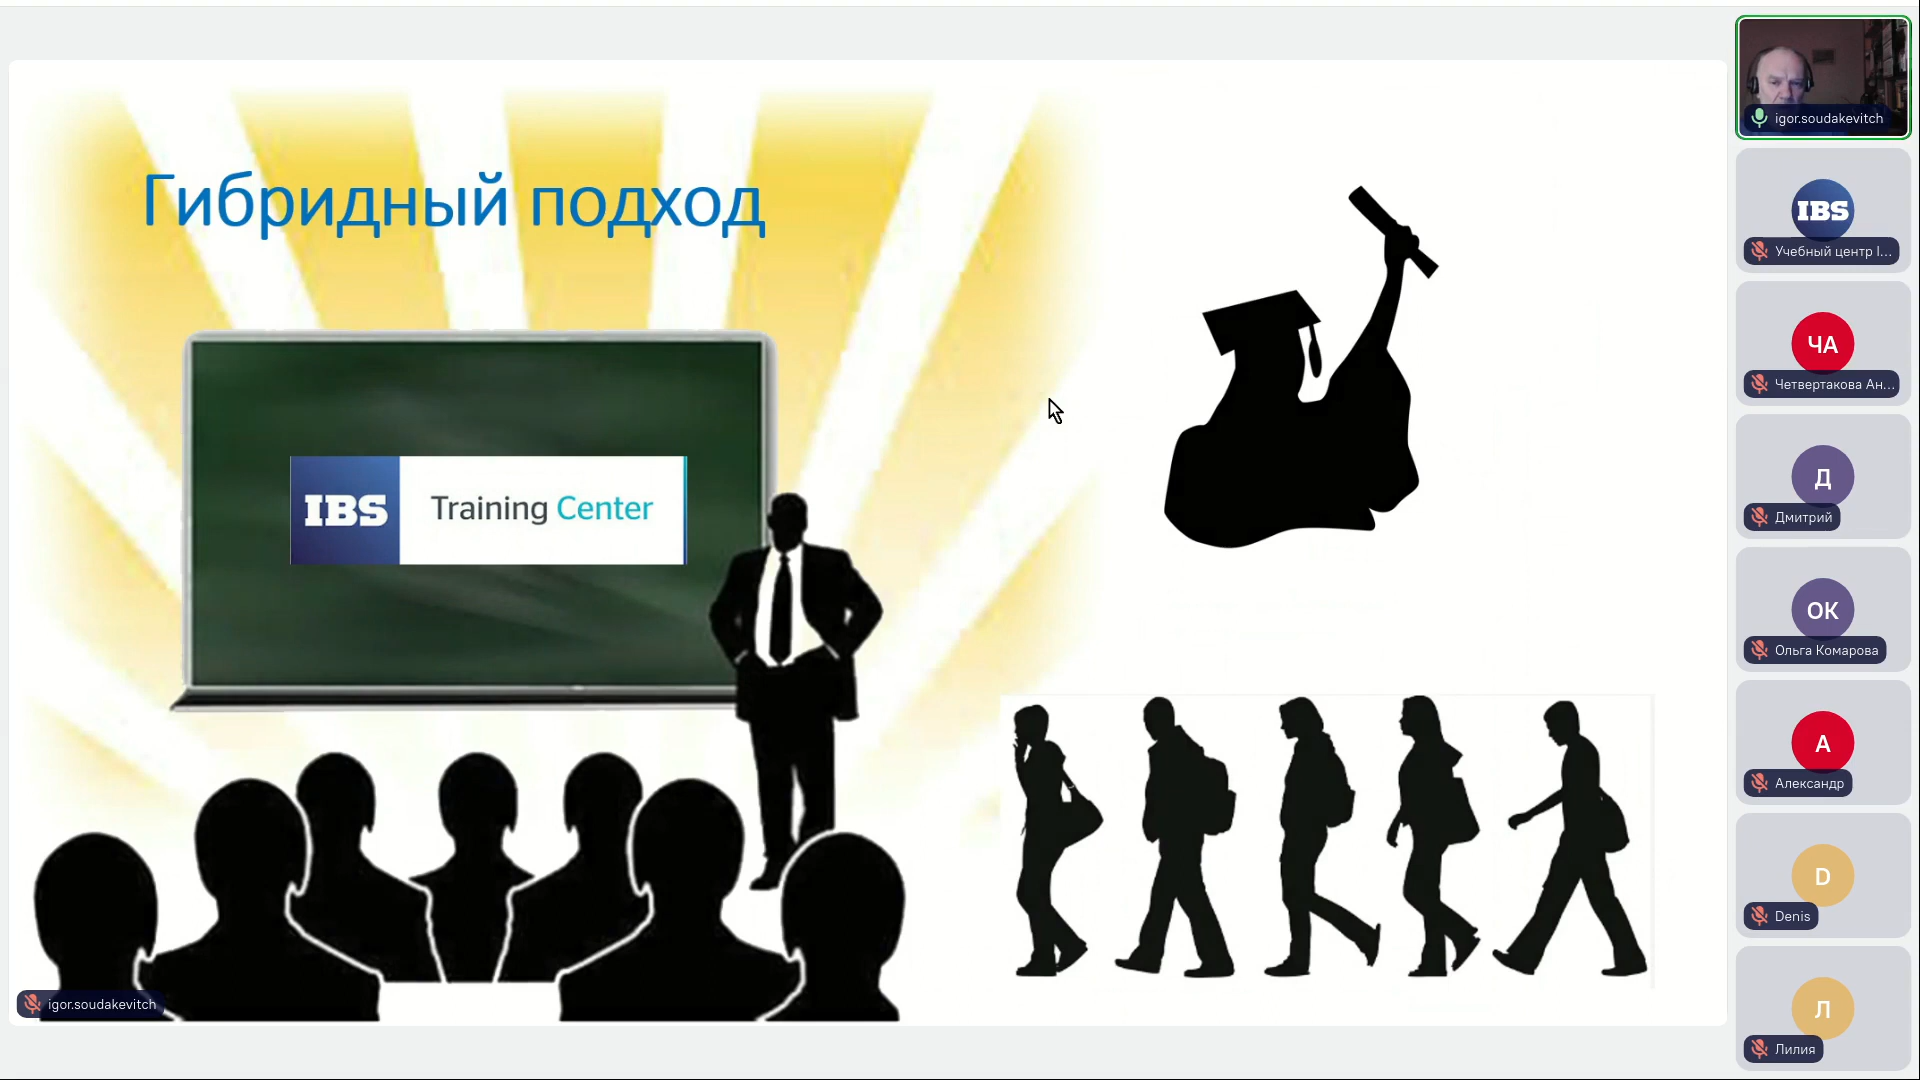 Гибридный подход
IBS Training Center
igor.soudakevitch
igor.soudakevitch
IBS
Учебный центр I...
ЧА
Четвертакова Ан...
Д
Дмитрий
ОК
Ольга Комарова
А
Александр
D
Denis
Л
Лилия